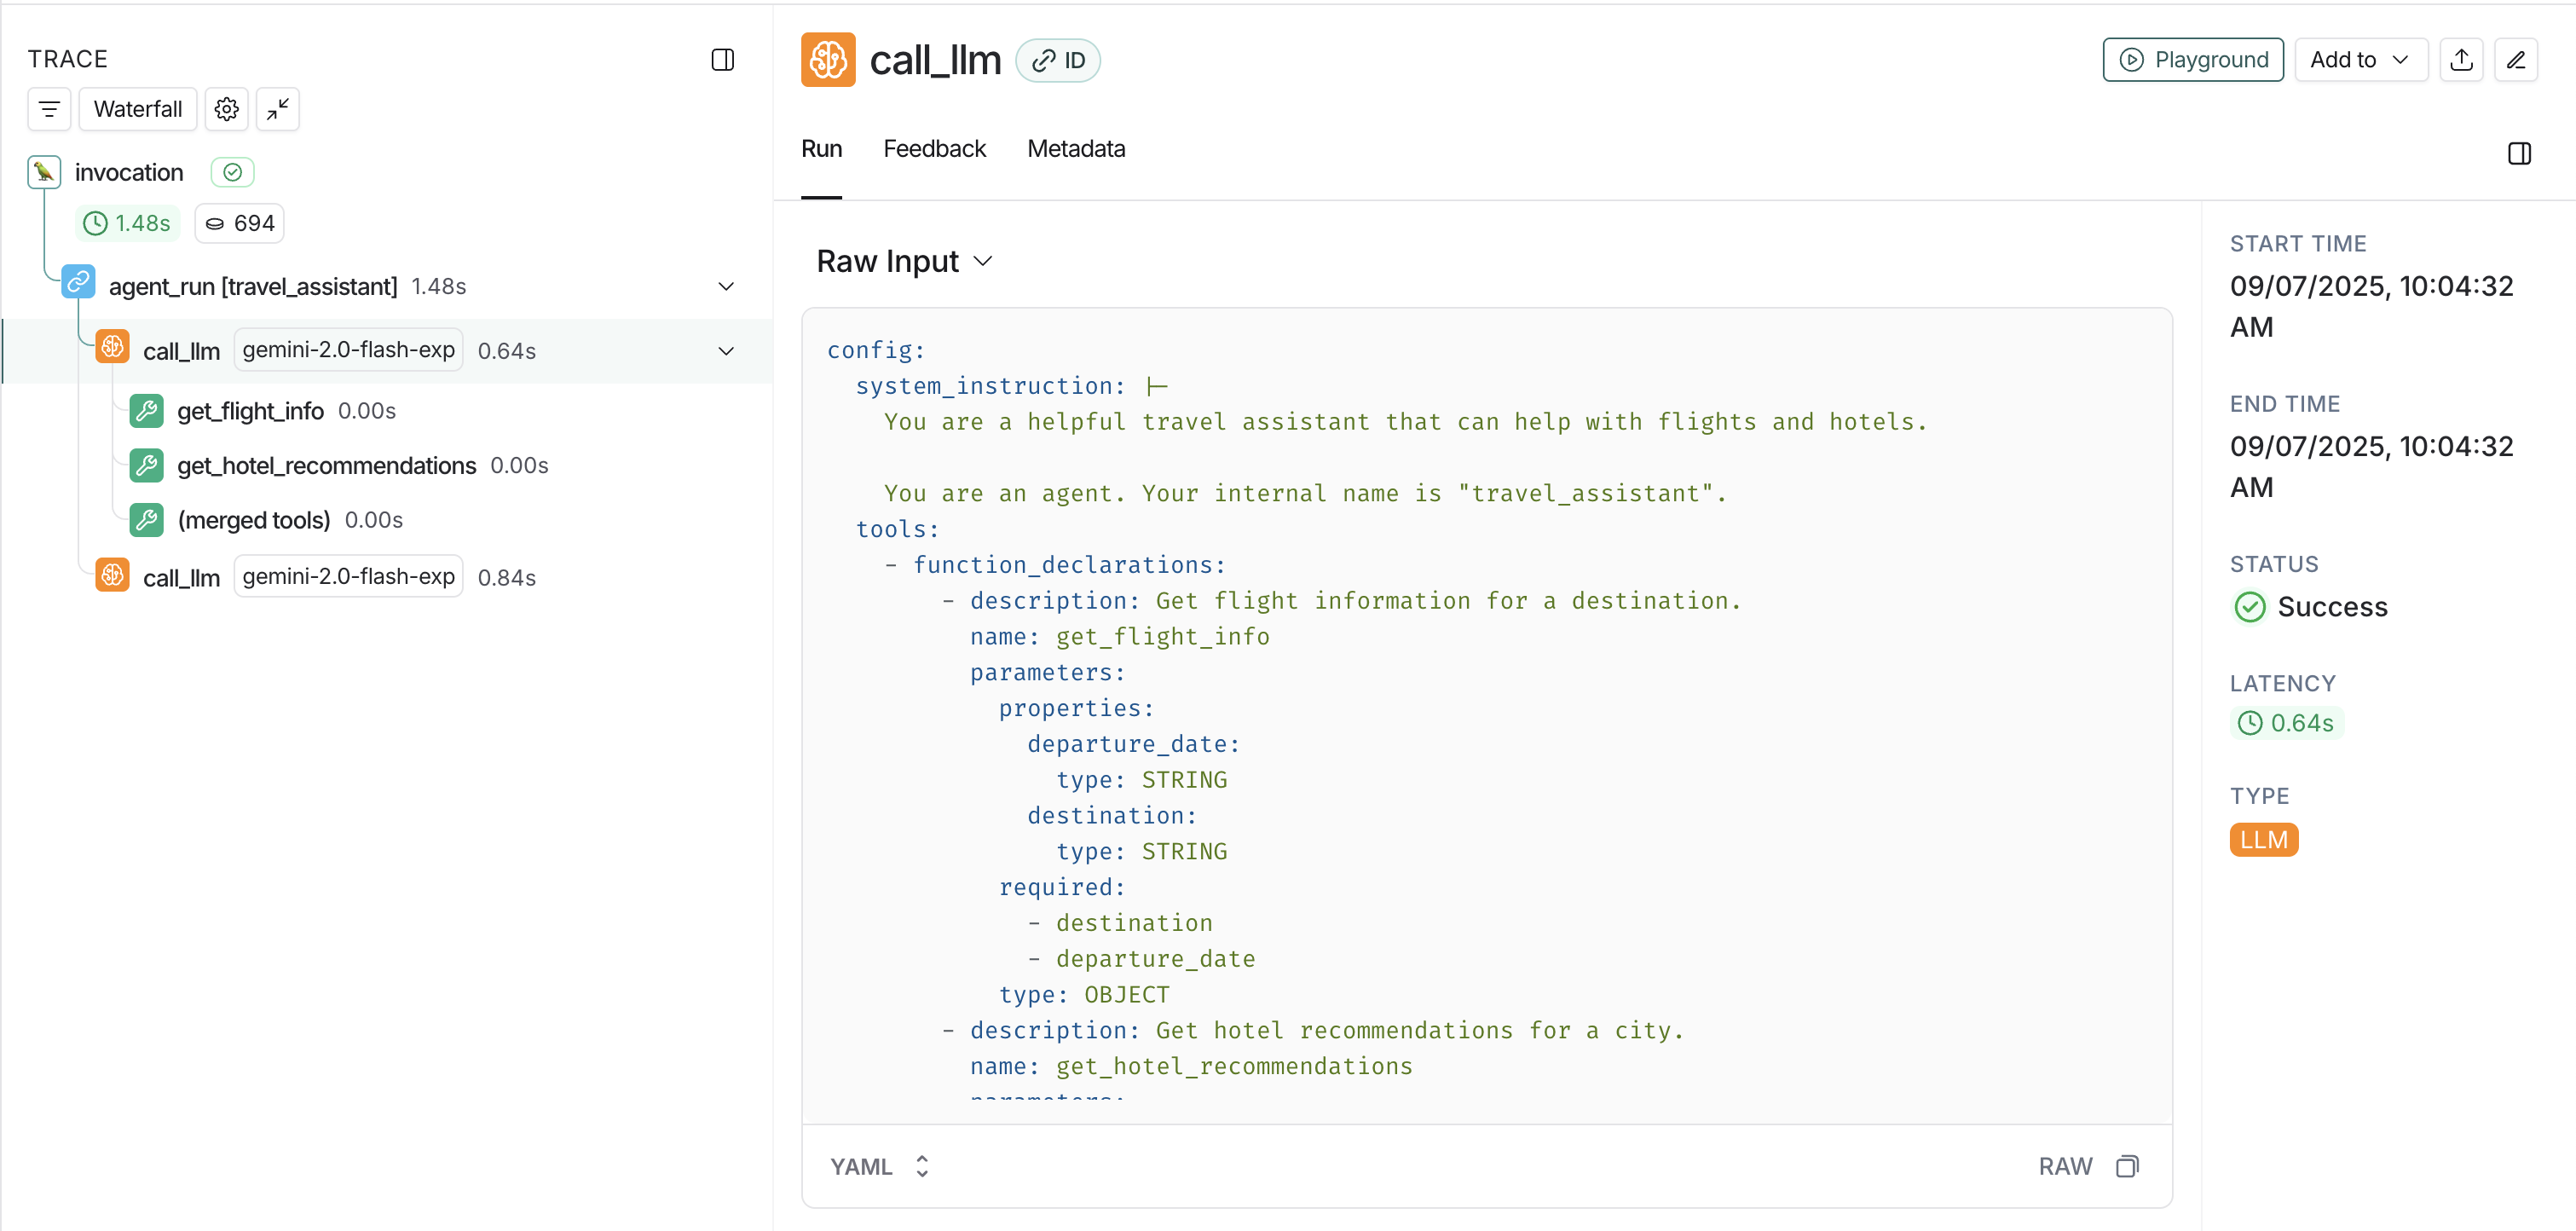 TRACE
Waterfall
invocation
1.48s 694
agent_run [travel_assistant] 1.48s
call_llm gemini-2.0-flash-exp 0.64s
get_flight_info 0.00s
get_hotel_recommendations 0.00s
(merged tools) 0.00s
call_llm gemini-2.0-flash-exp 0.84s
call_llm ID
Playground Add to
Run Feedback Metadata
Raw Input
config:
system_instruction: |-
You are a helpful travel assistant that can help with flights and hotels.
You are an agent. Your internal name is "travel_assistant".
tools:
- function_declarations:
- description: Get flight information for a destination.
name: get_flight_info
parameters:
properties:
departure_date:
type: STRING
destination:
type: STRING
required:
- destination
- departure_date
type: OBJECT
- description: Get hotel recommendations for a city.
name: get_hotel_recommendations
parameters:
YAML RAW
START TIME
09/07/2025, 10:04:32
AM
END TIME
09/07/2025, 10:04:32
AM
STATUS
Success
LATENCY
0.64s
TYPE
LLM